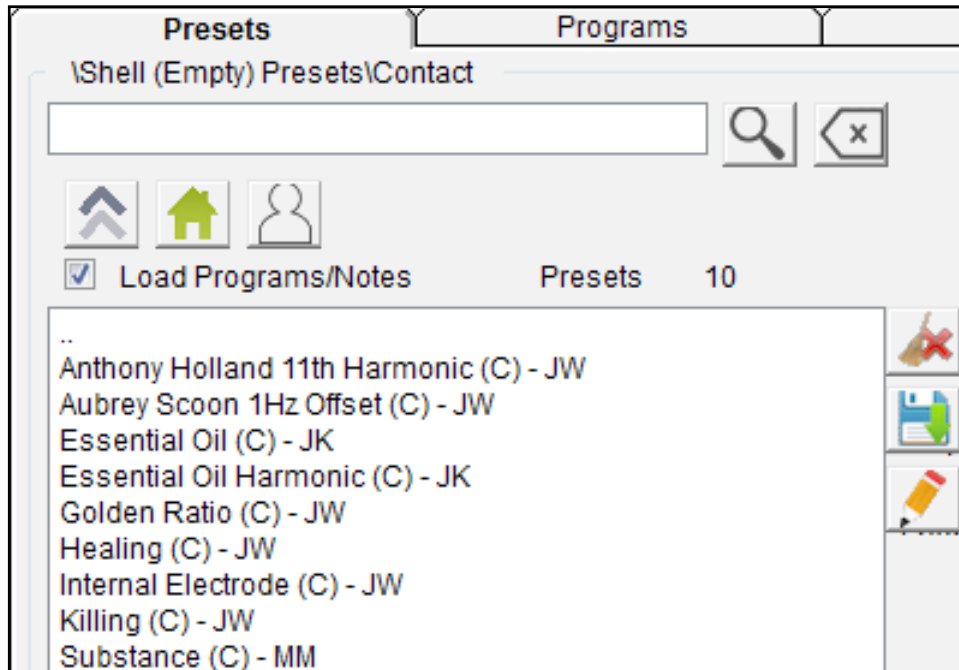 Presets Programs
\Shell (Empty) Presets\Contact
Load Programs/Notes Presets 10
..
Anthony Holland 11th Harmonic (C) - JW
Aubrey Scoon 1Hz Offset (C) - JW
Essential Oil (C) - JK
Essential Oil Harmonic (C) - JK
Golden Ratio (C) - JW
Healing (C) - JW
Internal Electrode (C) - JW
Killing (C) - JW
Substance (C) - MM